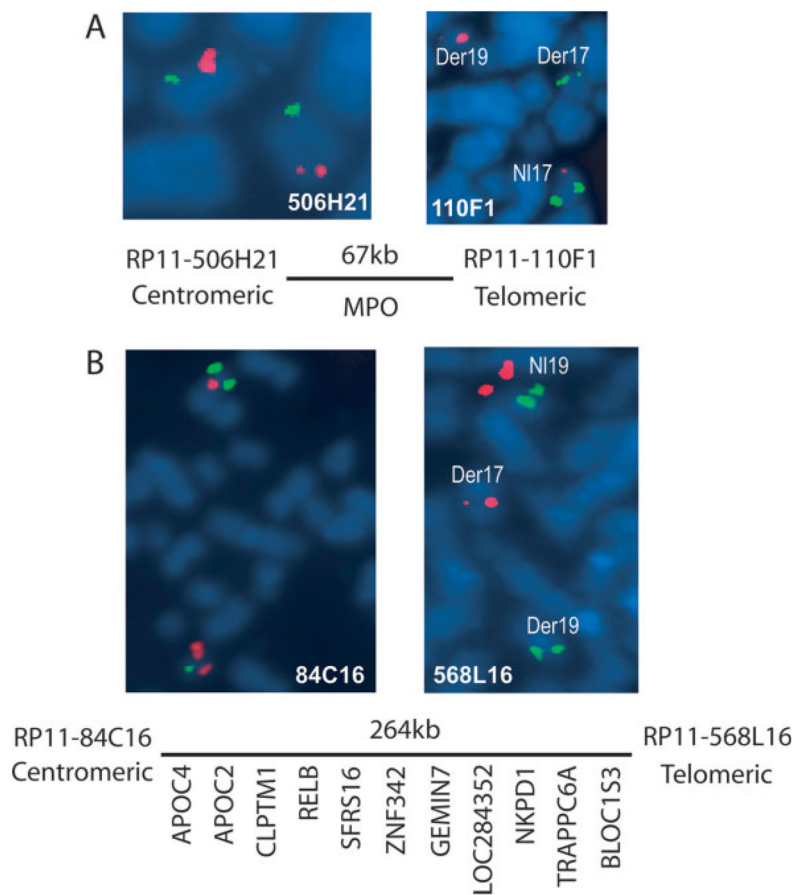 A
Der19
Der17
Nl17
506H21
110F1
RP11-506H21
Centromeric
67kb
MPO
RP11-110F1
Telomeric
B
Nl19
Der17
Der19
84C16
568L16
RP11-84C16
Centromeric
264kb
RP11-568L16
Telomeric
APOC4
APOC2
CLPTM1
RELB
SFRS16
ZNF342
GEMIN7
LOC284352
NKPD1
TRAPPC6A
BLOC1S3